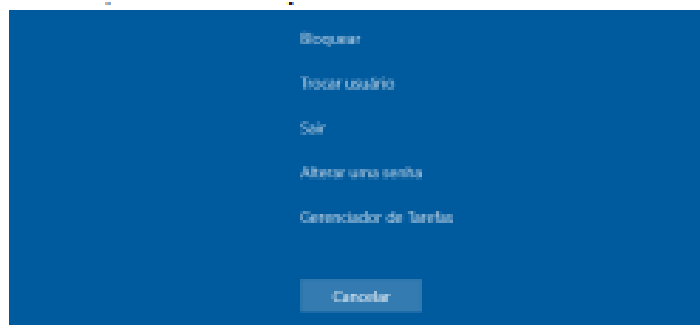 Bloquear
Trocar usuário
Sair
Alterar uma senha
Gerenciador de Tarefas
Cancelar